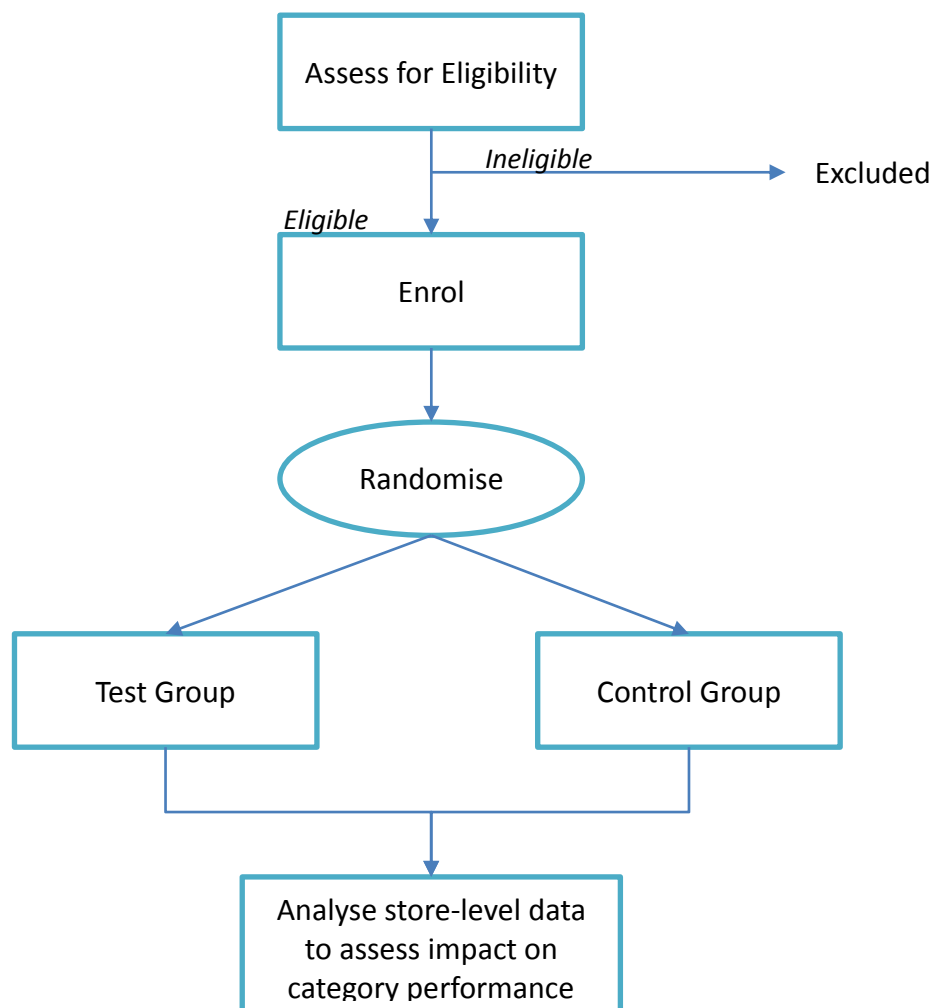 Assess for Eligibility
Ineligible
Excluded
Eligible
Enrol
Randomise
Test Group
Control Group
Analyse store-level data
to assess impact on
category performance